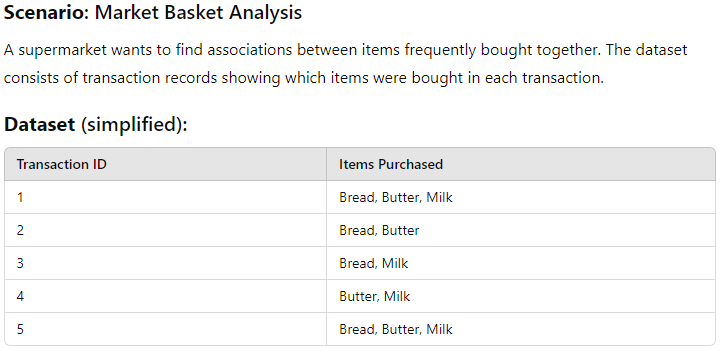 Scenario: Market Basket Analysis
A supermarket wants to find associations between items frequently bought together. The dataset
consists of transaction records showing which items were bought in each transaction.
Dataset (simplified):
Transaction ID Items Purchased
1 Bread, Butter, Milk
2 Bread, Butter
3 Bread, Milk
4 Butter, Milk
5 Bread, Butter, Milk